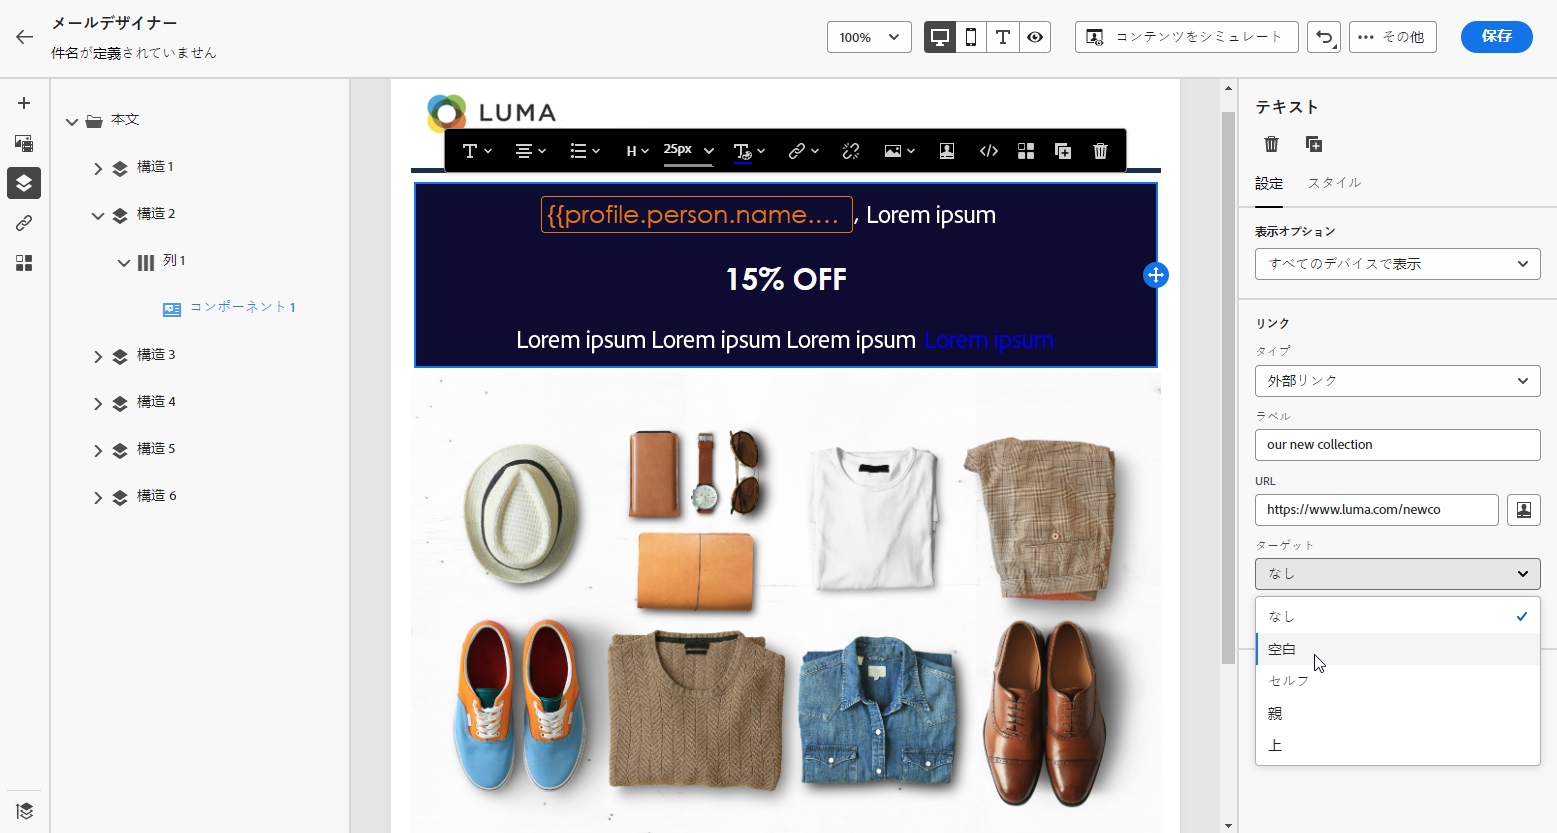 メールデザイナー
件名が定義されていません
100%
コンテンツをシミュレート
その他
保存
本文
構造 1
構造 2
列 1
コンポーネント 1
構造 3
構造 4
構造 5
構造 6
LUMA
H
25px
{{profile.person.name.... , Lorem ipsum
15% OFF
Lorem ipsum Lorem ipsum Lorem ipsum Lorem ipsum
テキスト
設定
スタイル
表示オプション
すべてのデバイスで表示
リンク
タイプ
外部リンク
ラベル
our new collection
URL
https://www.luma.com/newco
ターゲット
なし
なし
空白
セルフ
親
上